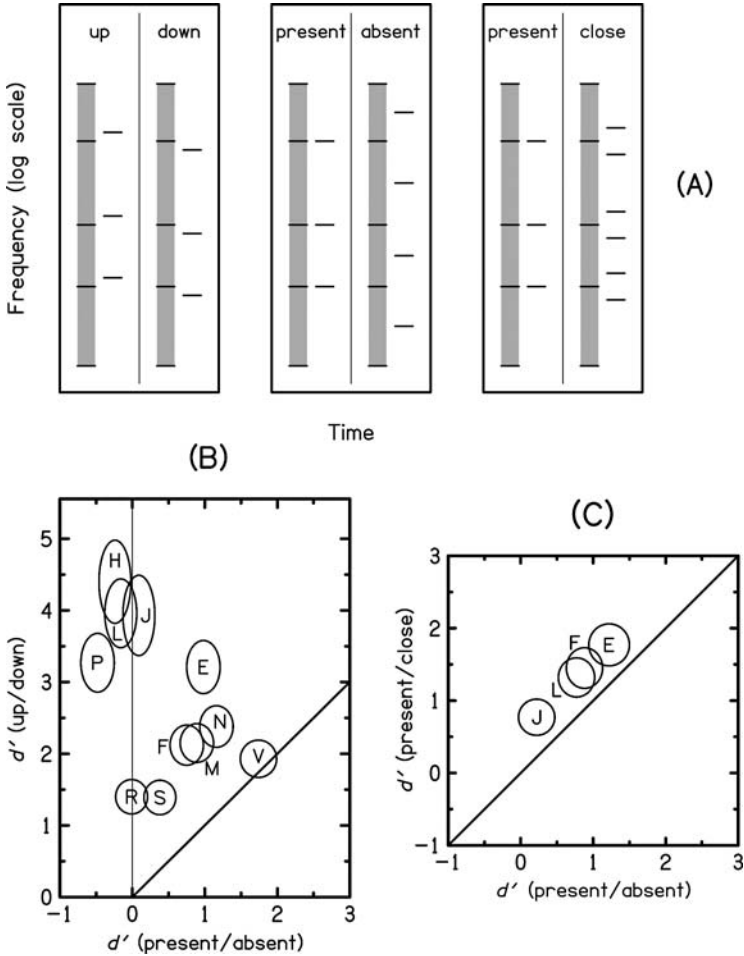 up down present absent present close
Frequency (log scale)
(A)
Time
(B)
5
4
3
2
1
0
-1 0 1 2 3
d′ (up/down)
d′ (present/absent)
H
L J
P E
N
F M V
R S
(C)
3
2
1
0
-1
-1 0 1 2 3
d′ (present/close)
d′ (present/absent)
F E
L
J